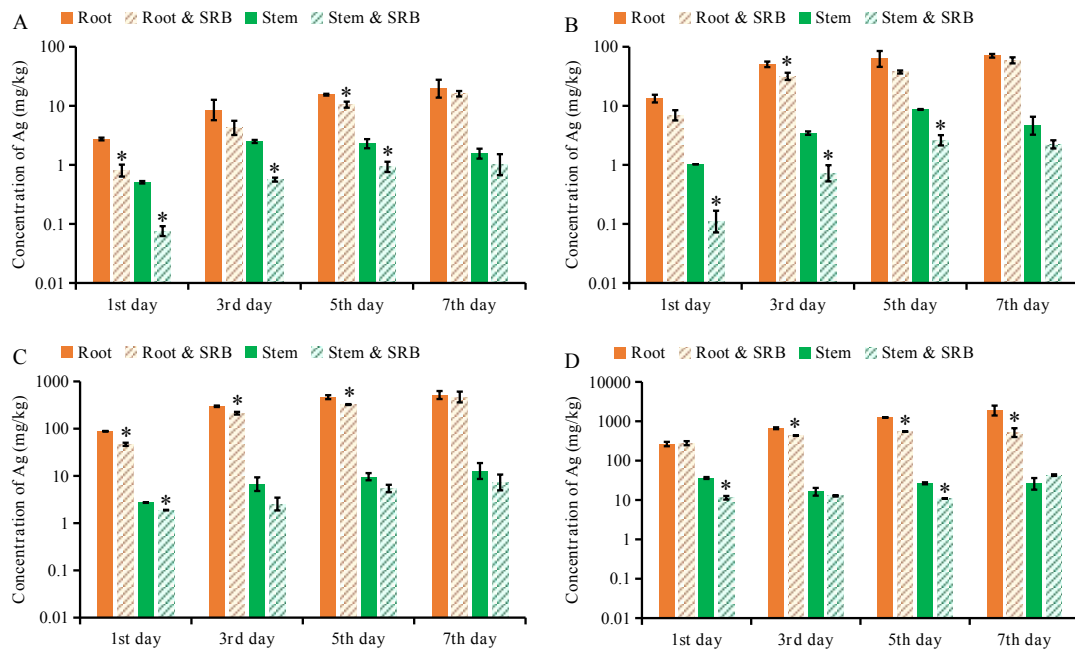 A
Root Root & SRB Stem Stem & SRB
Concentration of Ag (mg/kg)
100
10
1
0.1
0.01
* * * * *
1st day 3rd day 5th day 7th day
B
Root Root & SRB Stem Stem & SRB
Concentration of Ag (mg/kg)
100
10
1
0.1
0.01
* * * *
1st day 3rd day 5th day 7th day
C
Root Root & SRB Stem Stem & SRB
Concentration of Ag (mg/kg)
1000
100
10
1
0.1
0.01
* * * *
1st day 3rd day 5th day 7th day
D
Root Root & SRB Stem Stem & SRB
Concentration of Ag (mg/kg)
10000
1000
100
10
1
0.1
0.01
* * * * *
1st day 3rd day 5th day 7th day